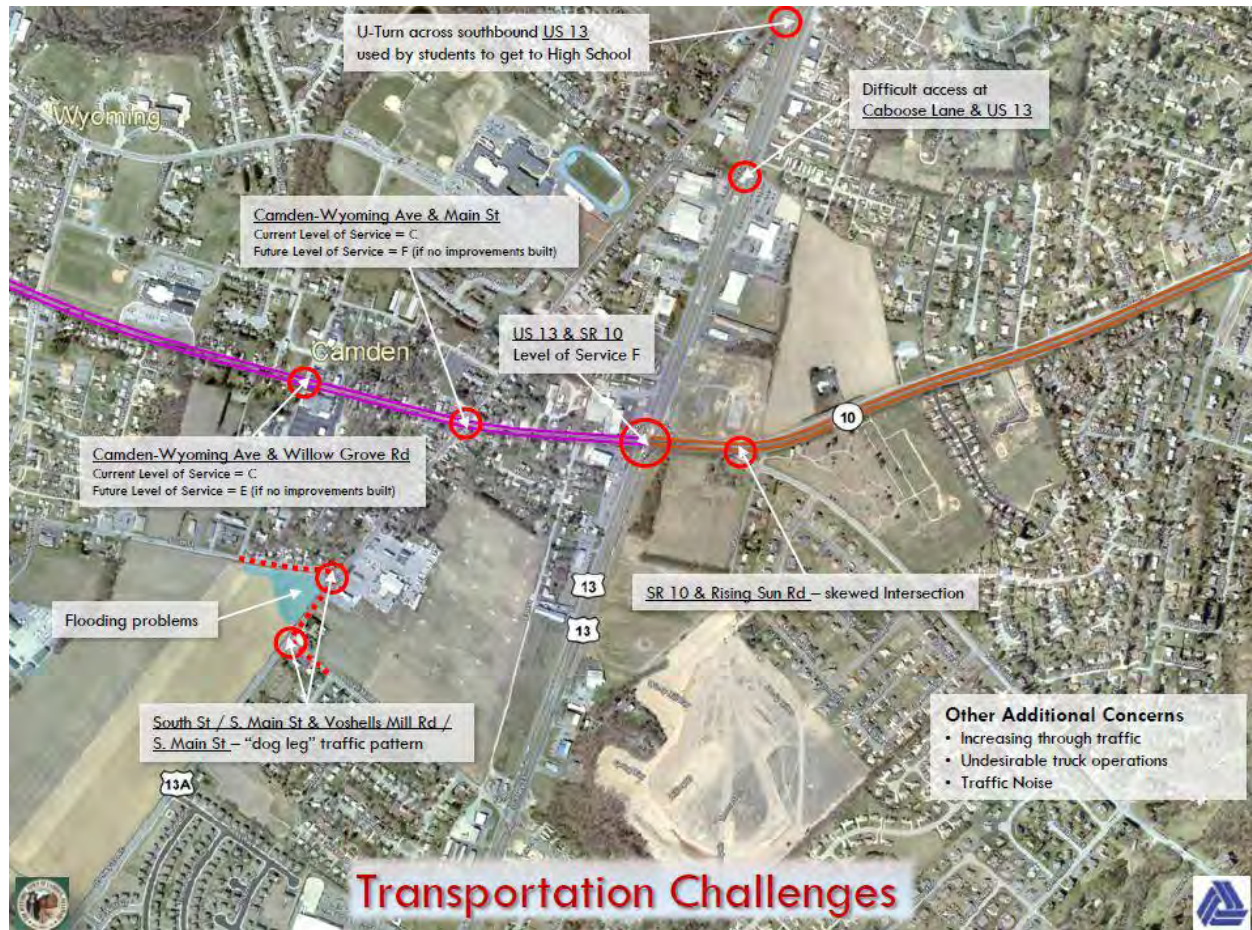 U-Turn across southbound US 13
used by students to get to High School
Difficult access at
Caboose Lane & US 13
Wyoming
Camden-Wyoming Ave & Main St
Current Level of Service = C
Future Level of Service = F (if no improvements built)
US 13 & SR 10
Level of Service F
Camden
10
Camden-Wyoming Ave & Willow Grove Rd
Current Level of Service = C
Future Level of Service = E (if no improvements built)
13
SR 10 & Rising Sun Rd – skewed Intersection
Flooding problems
13
South St / S. Main St & Voshells Mill Rd /
S. Main St – “dog leg” traffic pattern
Other Additional Concerns
• Increasing through traffic
• Undesirable truck operations
• Traffic Noise
13A
Transportation Challenges